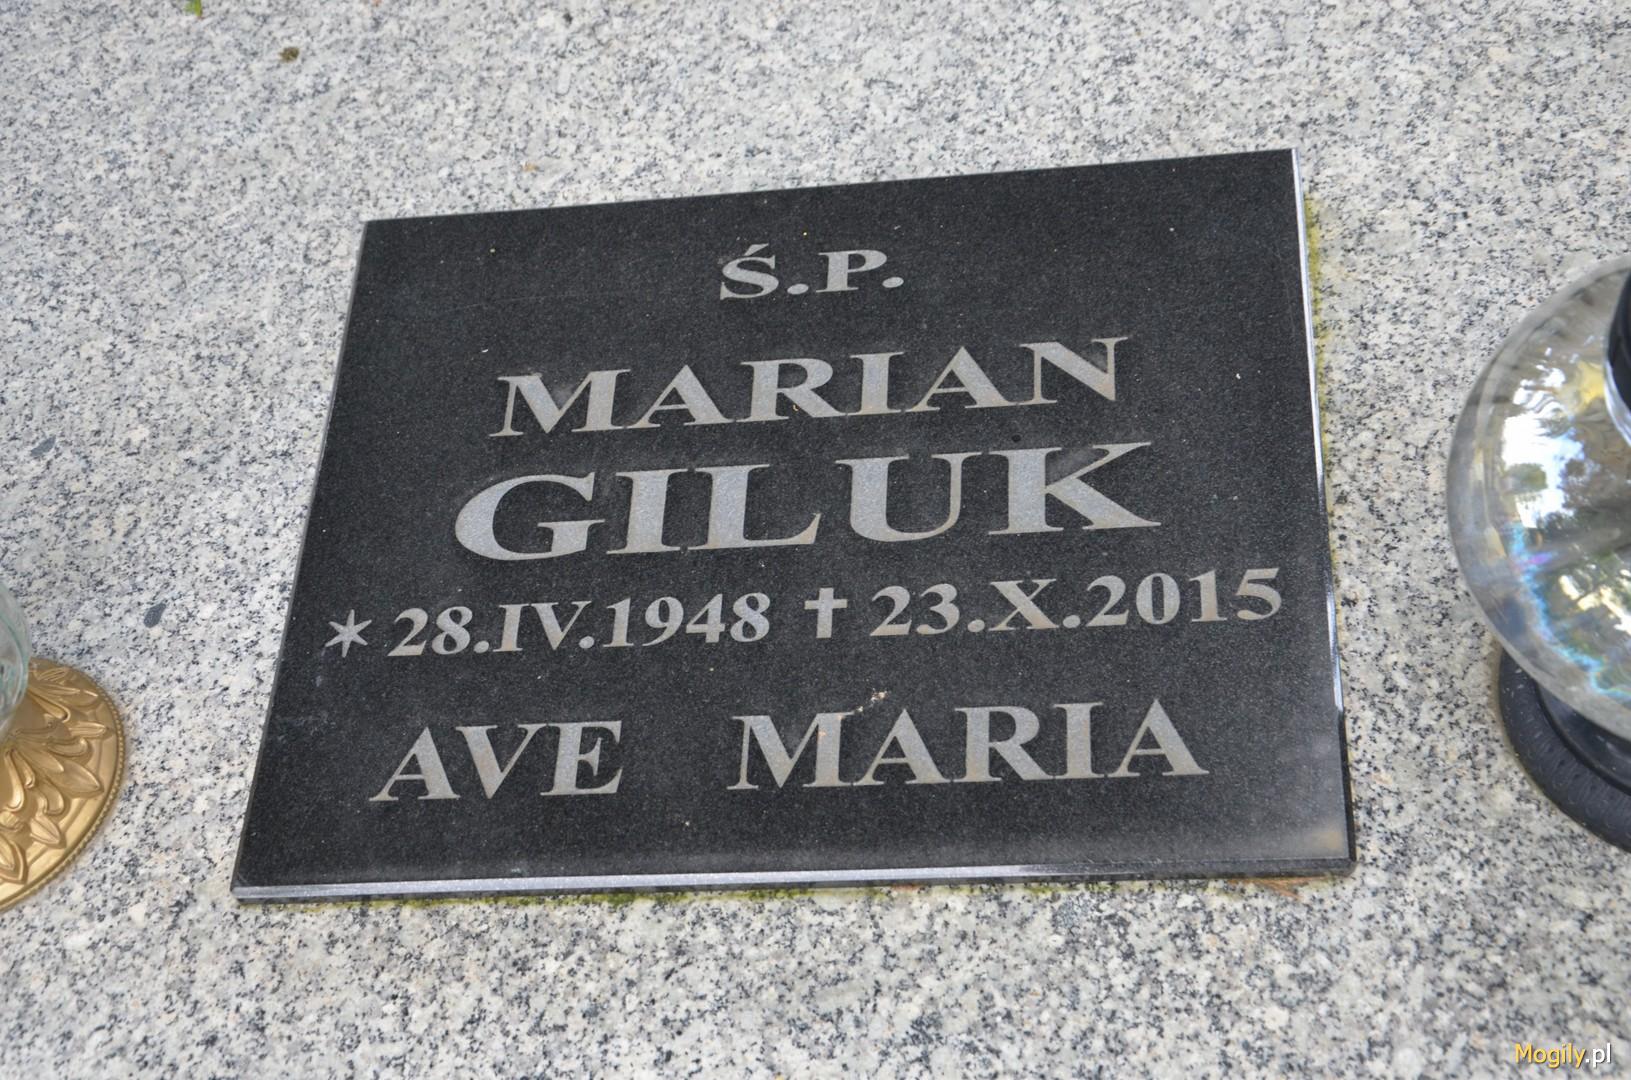 Ś.P.
MARIAN
GILUK
* 28.IV.1948 ✝ 23.X.2015
AVE MARIA
Mogily.pl